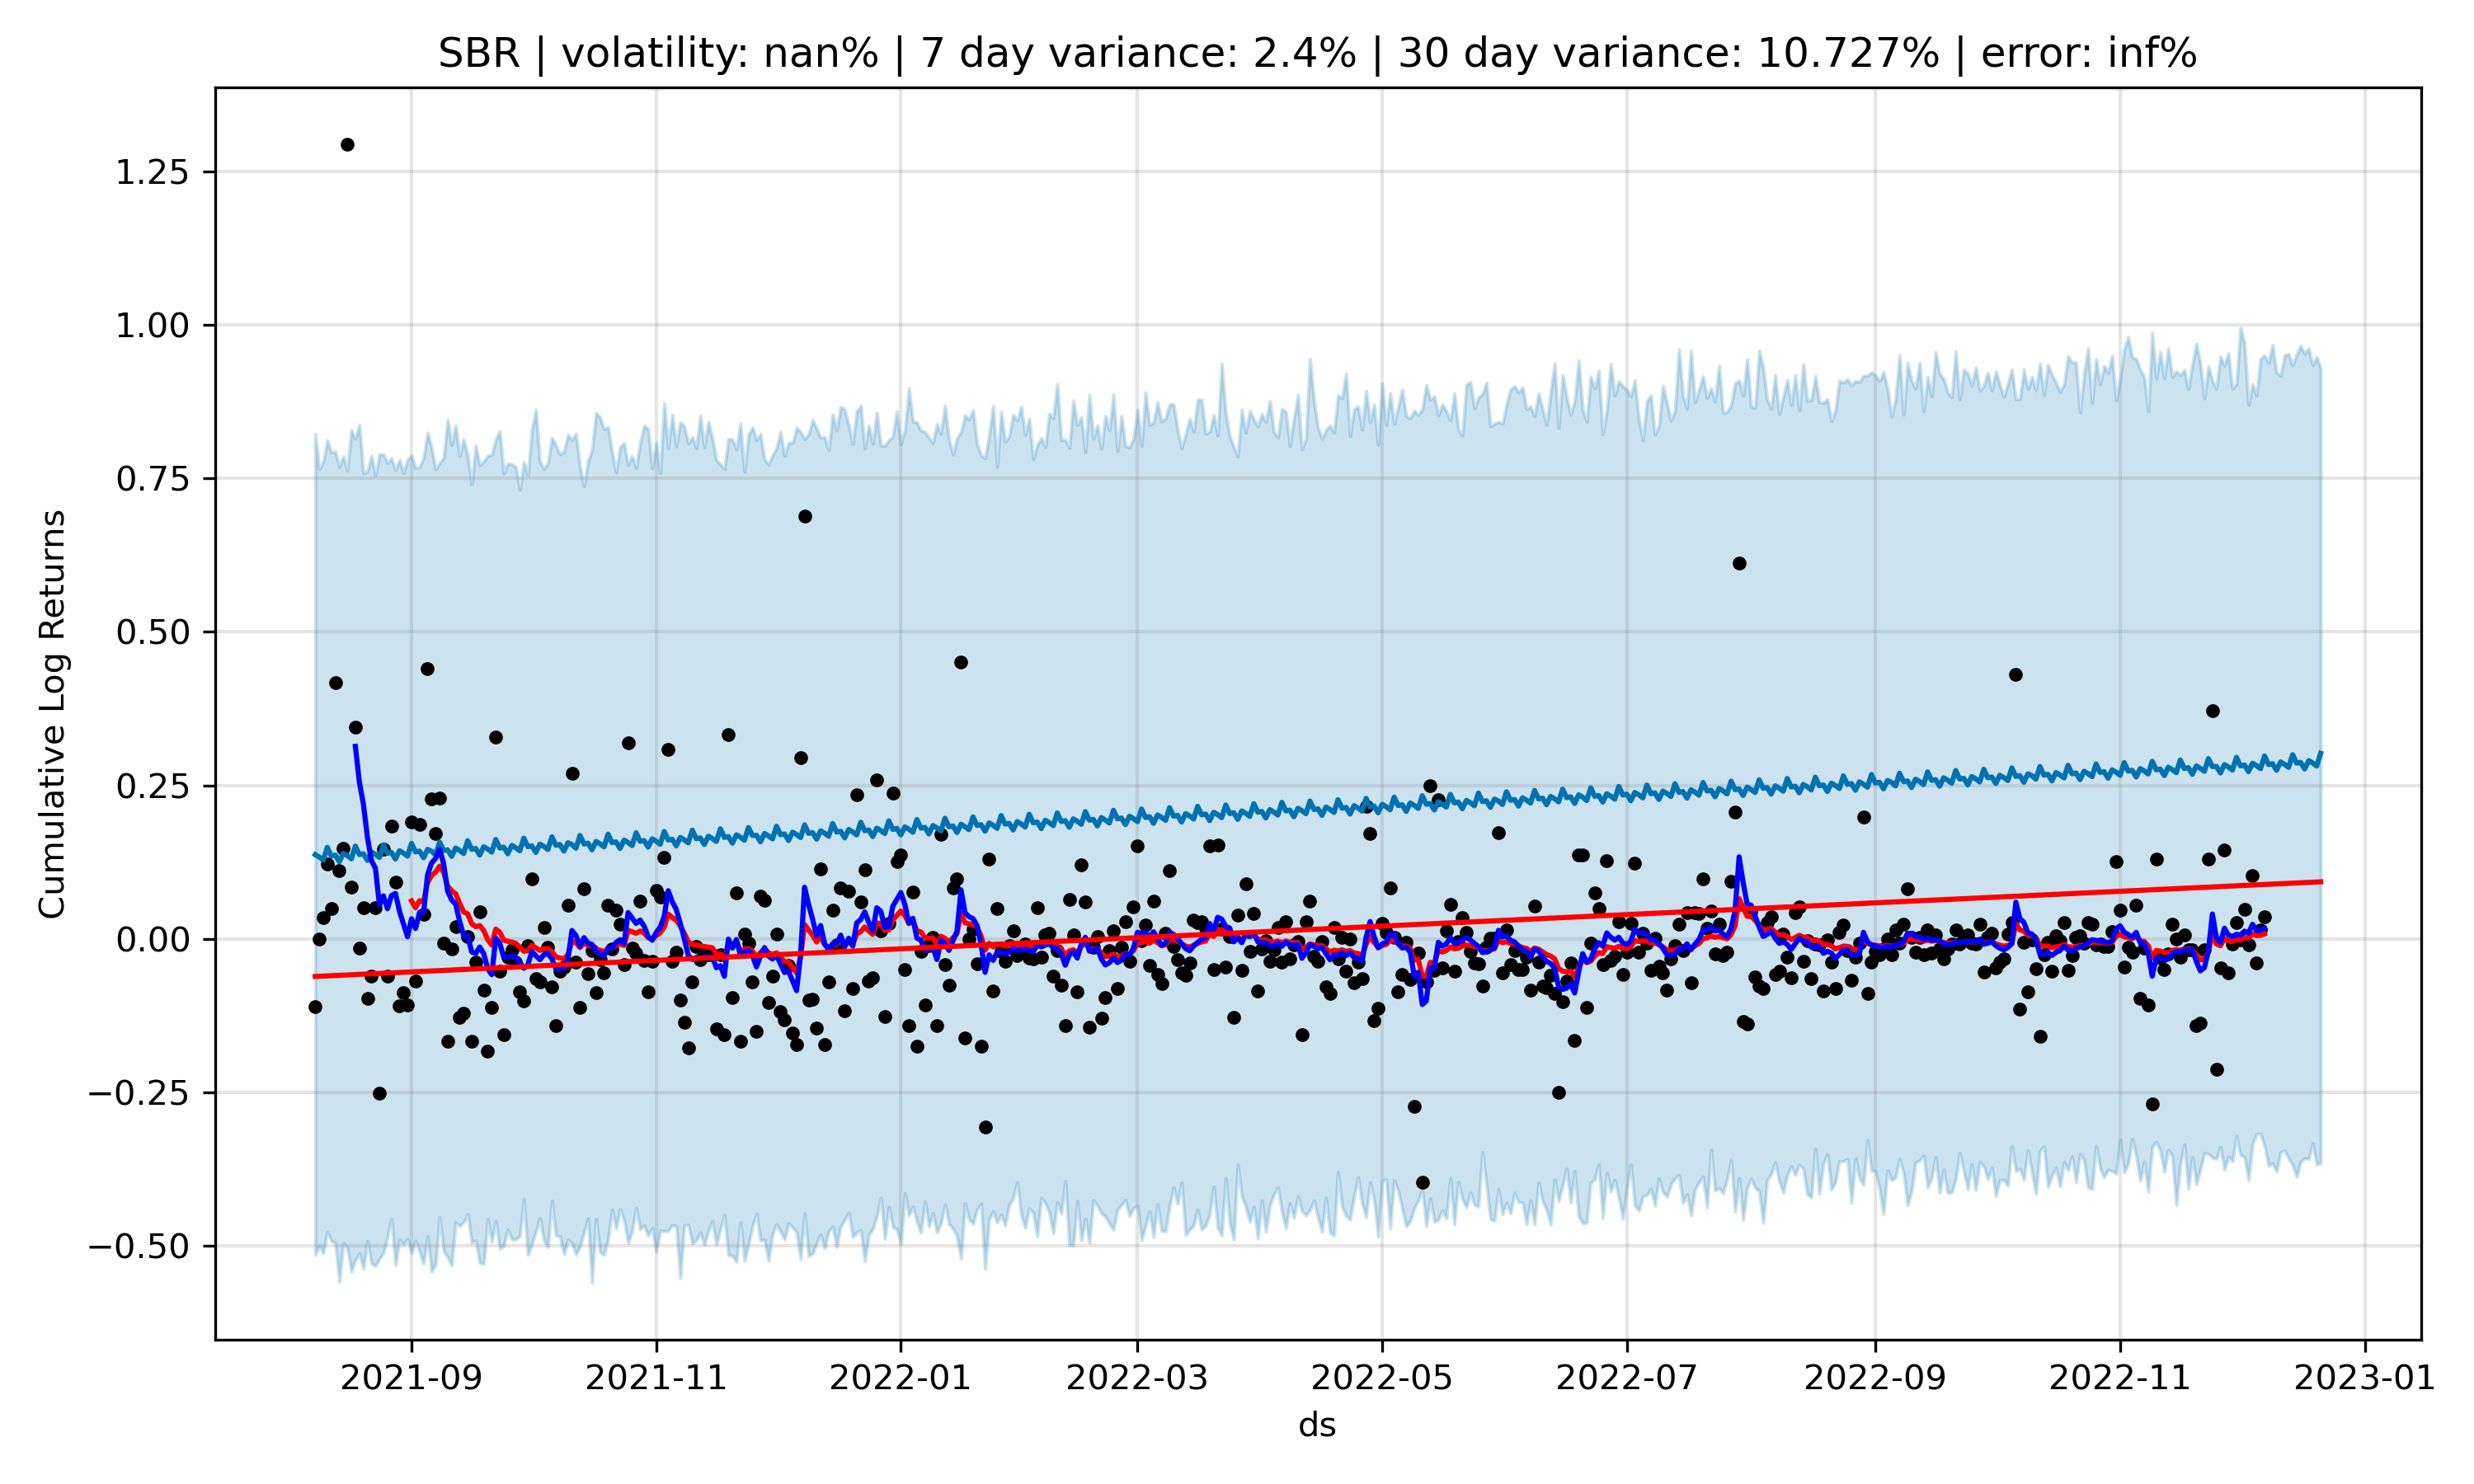 SBR | volatility: nan% | 7 day variance: 2.4% | 30 day variance: 10.727% | error: inf%
1.25
1.00
0.75
0.50
0.25
0.00
−0.25
−0.50
Cumulative Log Returns
2021-09 2021-11 2022-01 2022-03 2022-05 2022-07 2022-09 2022-11 2023-01
ds